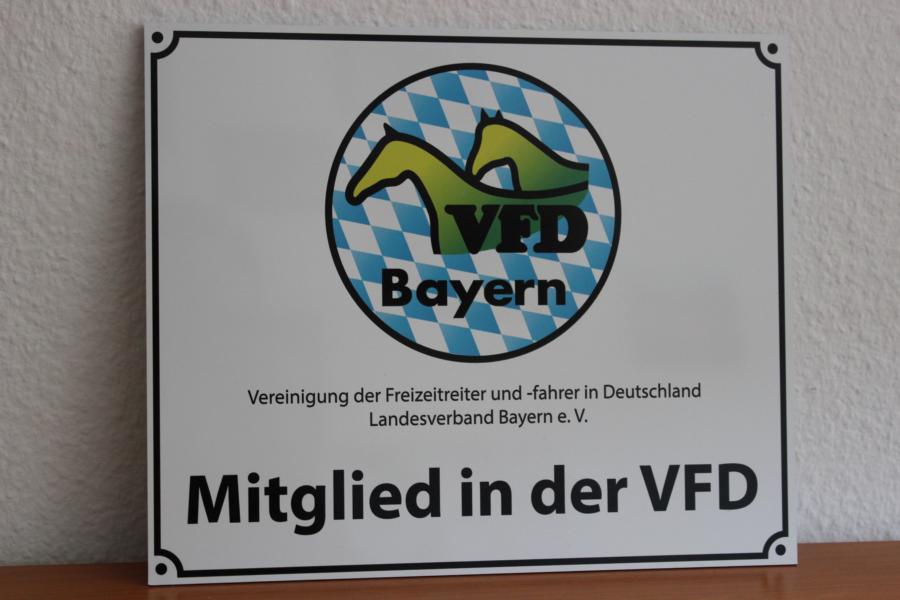 VFD
Bayern
Vereinigung der Freizeitreiter und -fahrer in Deutschland
Landesverband Bayern e. V.
Mitglied in der VFD